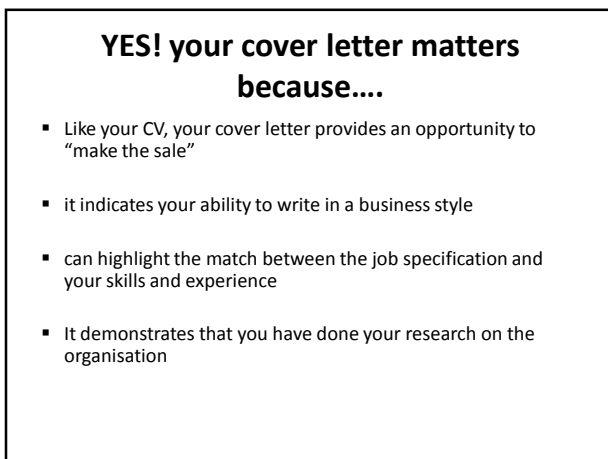 YES! your cover letter matters
because....
▪ Like your CV, your cover letter provides an opportunity to
“make the sale”
▪ it indicates your ability to write in a business style
▪ can highlight the match between the job specification and
your skills and experience
▪ It demonstrates that you have done your research on the
organisation